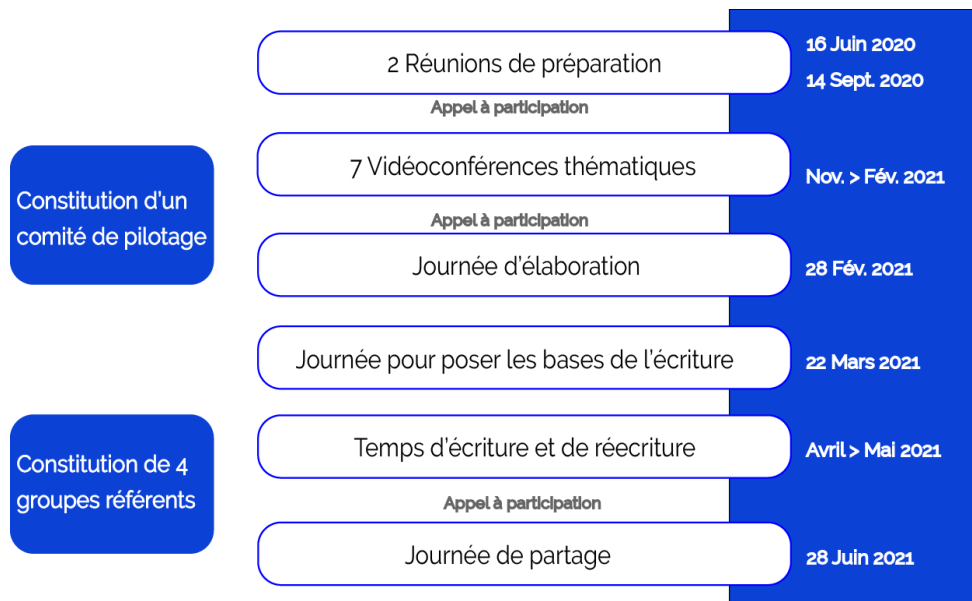 2 Réunions de préparation
16 Juin 2020
14 Sept. 2020
Appel à participation
7 Vidéoconférences thématiques
Nov. > Fév. 2021
Constitution d'un
comité de pilotage
Appel à participation
Journée d'élaboration
28 Fév. 2021
Journée pour poser les bases de l'écriture
22 Mars 2021
Temps d'écriture et de réecriture
Avril > Mai 2021
Constitution de 4
groupes référents
Appel à participation
Journée de partage
28 Juin 2021